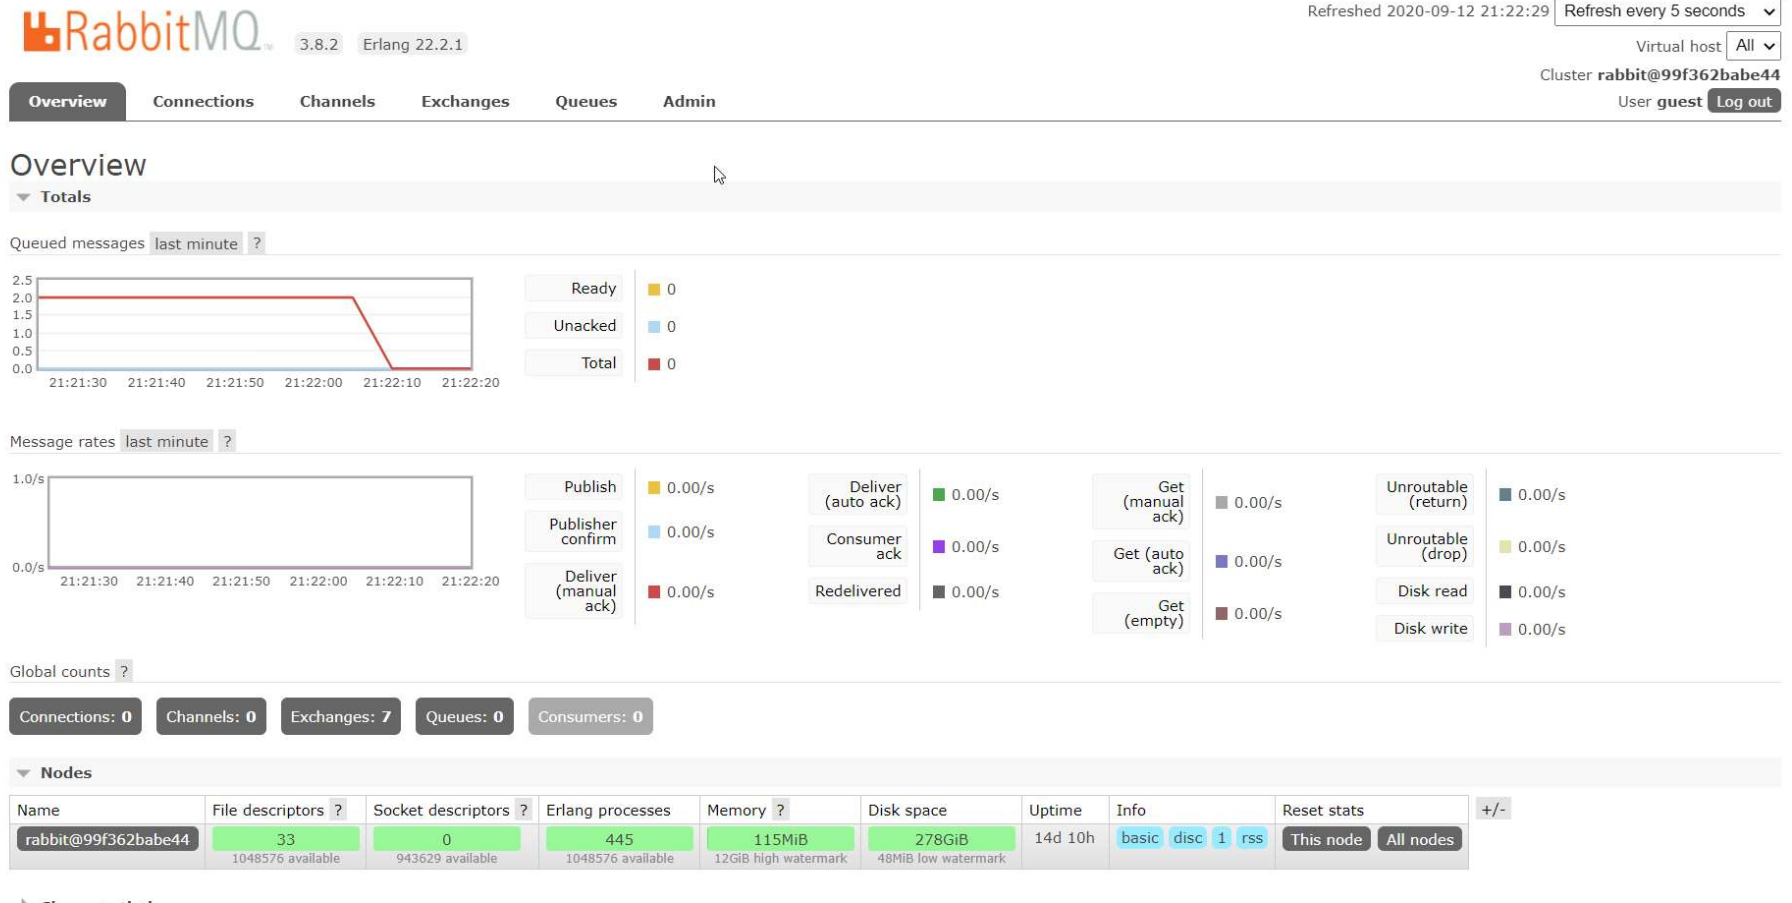 RabbitMQ
3.8.2 Erlang 22.2.1
Refreshed 2020-09-12 21:22:29 Refresh every 5 seconds
Virtual host All
Cluster rabbit@99f362babe44
User guest Log out
Overview Connections Channels Exchanges Queues Admin
Overview
Totals
Queued messages last minute ?
2.5
2.0
1.5
1.0
0.5
0.0
21:21:30 21:21:40 21:21:50 21:22:00 21:22:10 21:22:20
Ready 0
Unacked 0
Total 0
Message rates last minute ?
1.0/s
0.0/s
21:21:30 21:21:40 21:21:50 21:22:00 21:22:10 21:22:20
Publish 0.00/s
Publisher
confirm 0.00/s
Deliver
(manual
ack) 0.00/s
Deliver
(auto ack) 0.00/s
Consumer
ack 0.00/s
Redelivered 0.00/s
Get
(manual
ack) 0.00/s
Get (auto
ack) 0.00/s
Get
(empty) 0.00/s
Unroutable
(return) 0.00/s
Unroutable
(drop) 0.00/s
Disk read 0.00/s
Disk write 0.00/s
Global counts ?
Connections: 0 Channels: 0 Exchanges: 7 Queues: 0 Consumers: 0
Nodes
Name File descriptors ? Socket descriptors ? Erlang processes Memory ? Disk space Uptime Info Reset stats +/-
rabbit@99f362babe44 33 0 445 115MiB 278GiB 14d 10h basic disc 1 rss This node All nodes
1048576 available 943629 available 1048576 available 12GiB high watermark 48MiB low watermark